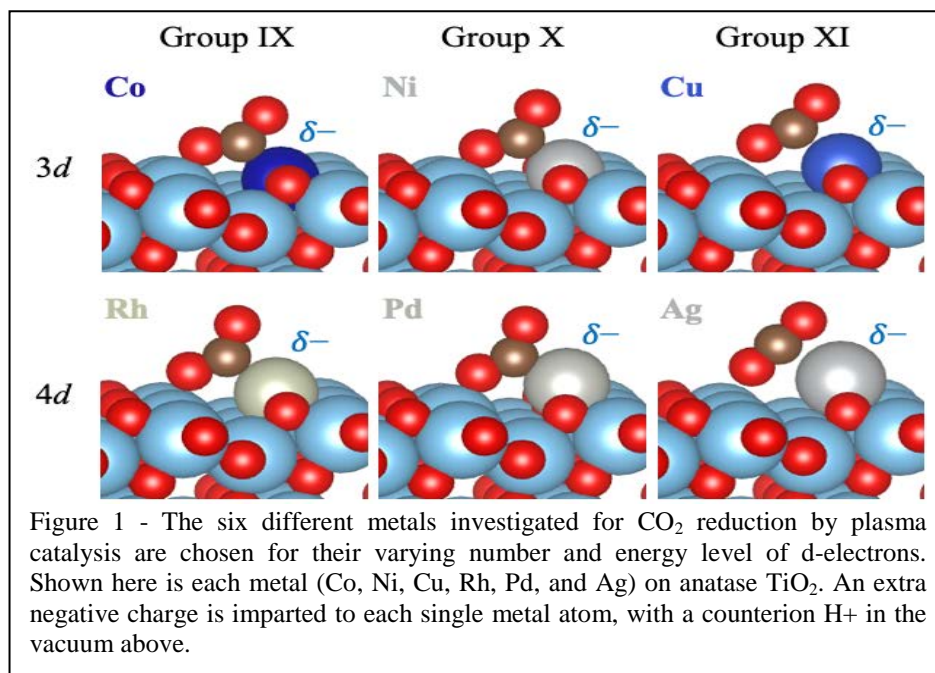 Group IX Group X Group XI
Co Ni Cu
δ− δ− δ−
3d
Rh Pd Ag
δ− δ− δ−
4d
Figure 1 - The six different metals investigated for CO₂ reduction by plasma
catalysis are chosen for their varying number and energy level of d-electrons.
Shown here is each metal (Co, Ni, Cu, Rh, Pd, and Ag) on anatase TiO₂. An extra
negative charge is imparted to each single metal atom, with a counterion H+ in the
vacuum above.